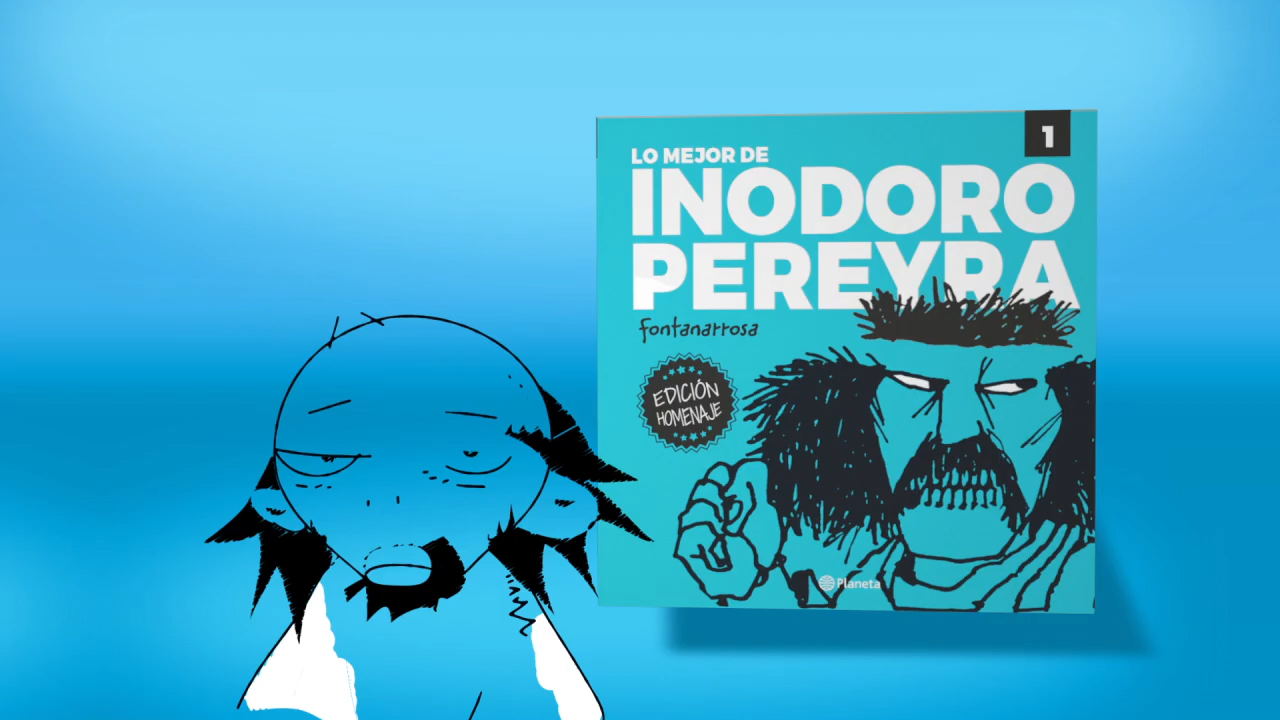 1
LO MEJOR DE
INODORO
PEREYRA
fontanarrosa
EDICIÓN
HOMENAJE
Planeta